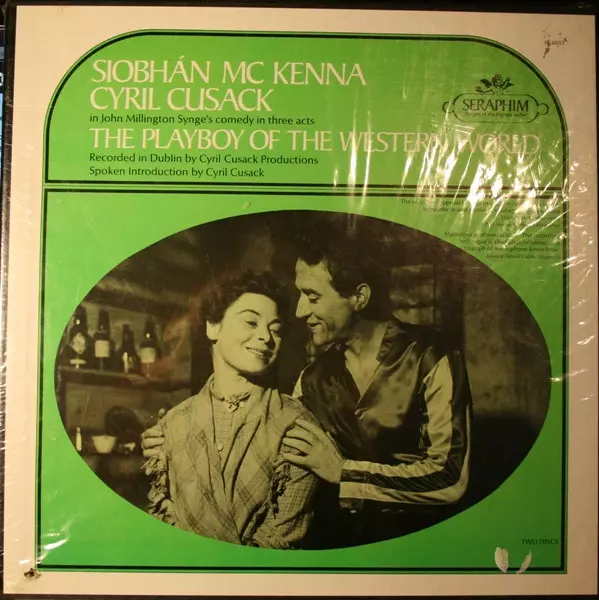 SIOBHÁN MC KENNA
CYRIL CUSACK
in John Millington Synge's comedy in three acts
THE PLAYBOY OF THE WESTERN WORLD
Recorded in Dublin by Cyril Cusack Productions
Spoken Introduction by Cyril Cusack
SERAPHIM
TWO DISCS